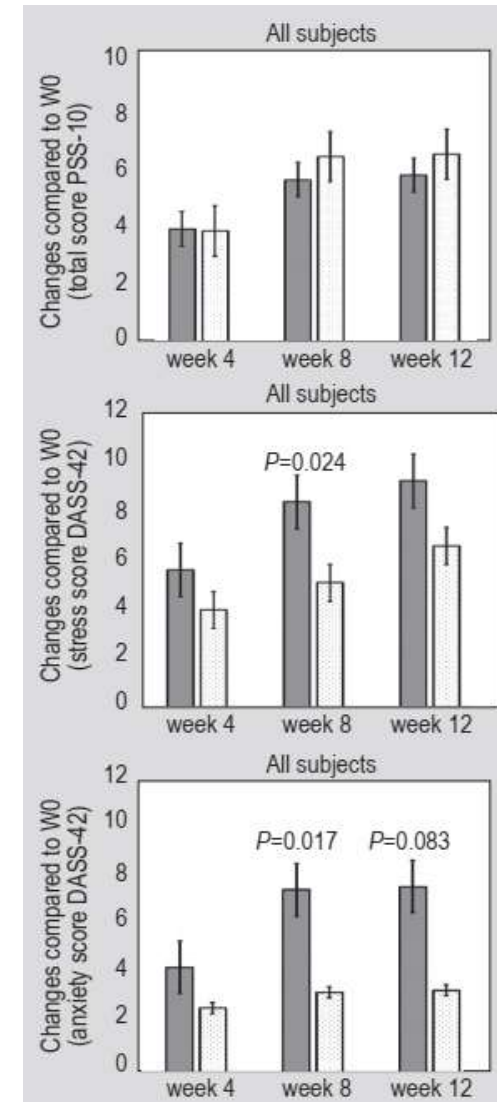 All subjects
Changes compared to W0
(total score PSS-10)
10
8
6
4
2
0
week 4 week 8 week 12
All subjects
Changes compared to W0
(stress score DASS-42)
12
10
8
6
4
2
0
P=0.024
week 4 week 8 week 12
All subjects
Changes compared to W0
(anxiety score DASS-42)
12
10
8
6
4
2
0
P=0.017 P=0.083
week 4 week 8 week 12